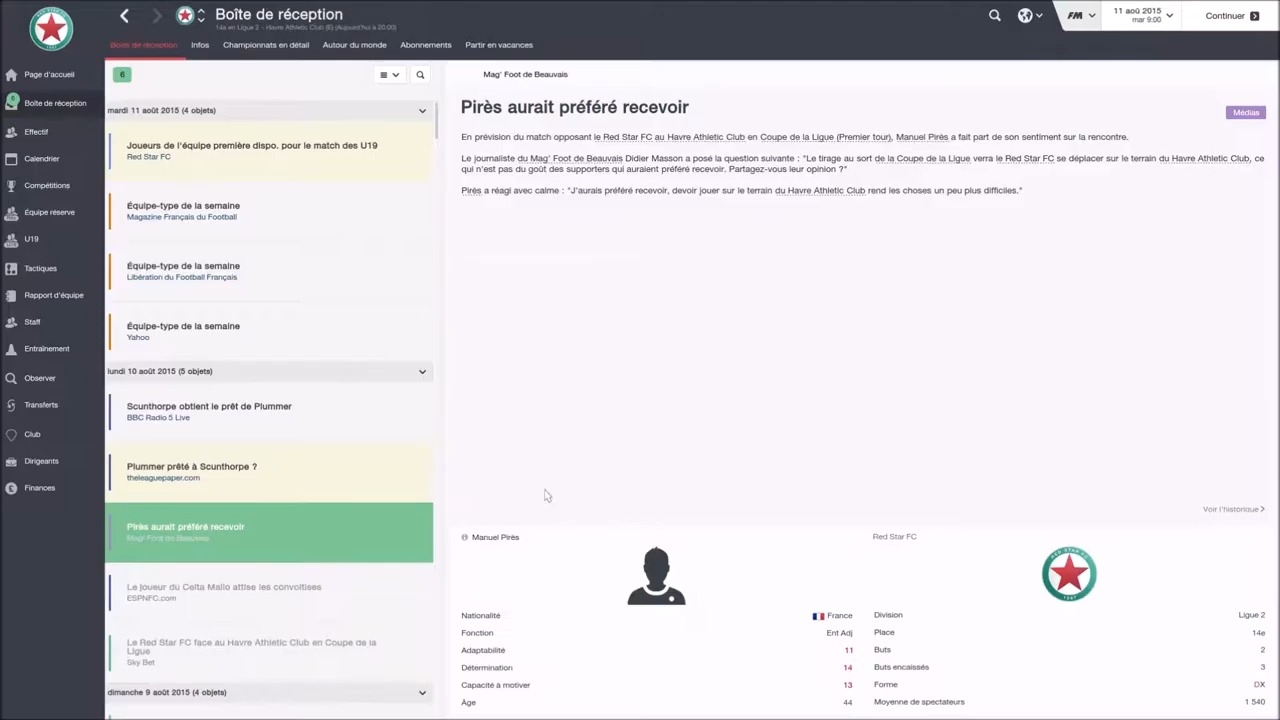 Boîte de réception
14e en Ligue 2 - Havre Athletic Club (E) (Aujourd'hui à 20:00)
FM
11 aoû 2015
mar 9:00
Continuer
Boîte de réception
Infos
Championnats en détail
Autour du monde
Abonnements
Partir en vacances
Page d'accueil
Boîte de réception
Effectif
Calendrier
Compétitions
Équipe réserve
U19
Tactiques
Rapport d'équipe
Staff
Entraînement
Observer
Transferts
Club
Dirigeants
Finances
6
mardi 11 août 2015 (4 objets)
Joueurs de l'équipe première dispo. pour le match des U19
Red Star FC
Équipe-type de la semaine
Magazine Français du Football
Équipe-type de la semaine
Libération du Football Français
Équipe-type de la semaine
Yahoo
lundi 10 août 2015 (5 objets)
Scunthorpe obtient le prêt de Plummer
BBC Radio 5 Live
Plummer prêté à Scunthorpe ?
theleaguepaper.com
Pirès aurait préféré recevoir
Mag' Foot de Beauvais
Le joueur du Celta Mallo attise les convoitises
ESPNFC.com
Le Red Star FC face au Havre Athletic Club en Coupe de la
Ligue
Sky Bet
dimanche 9 août 2015 (4 objets)
Mag' Foot de Beauvais
Pirès aurait préféré recevoir
Médias
En prévision du match opposant le Red Star FC au Havre Athletic Club en Coupe de la Ligue (Premier tour), Manuel Pirès a fait part de son sentiment sur la rencontre.
Le journaliste du Mag' Foot de Beauvais Didier Masson a posé la question suivante : "Le tirage au sort de la Coupe de la Ligue verra le Red Star FC se déplacer sur le terrain du Havre Athletic Club, ce
qui n'est pas du goût des supporters qui auraient préféré recevoir. Partagez-vous leur opinion ?"
Pirès a réagi avec calme : "J'aurais préféré recevoir, devoir jouer sur le terrain du Havre Athletic Club rend les choses un peu plus difficiles."
Voir l'historique
Manuel Pirès
Nationalité France
Fonction Ent Adj
Adaptabilité 11
Détermination 14
Capacité à motiver 13
Âge 44
Red Star FC
RED STAR FC
1897
Division Ligue 2
Place 14e
Buts 2
Buts encaissés 3
Forme DX
Moyenne de spectateurs 1 540